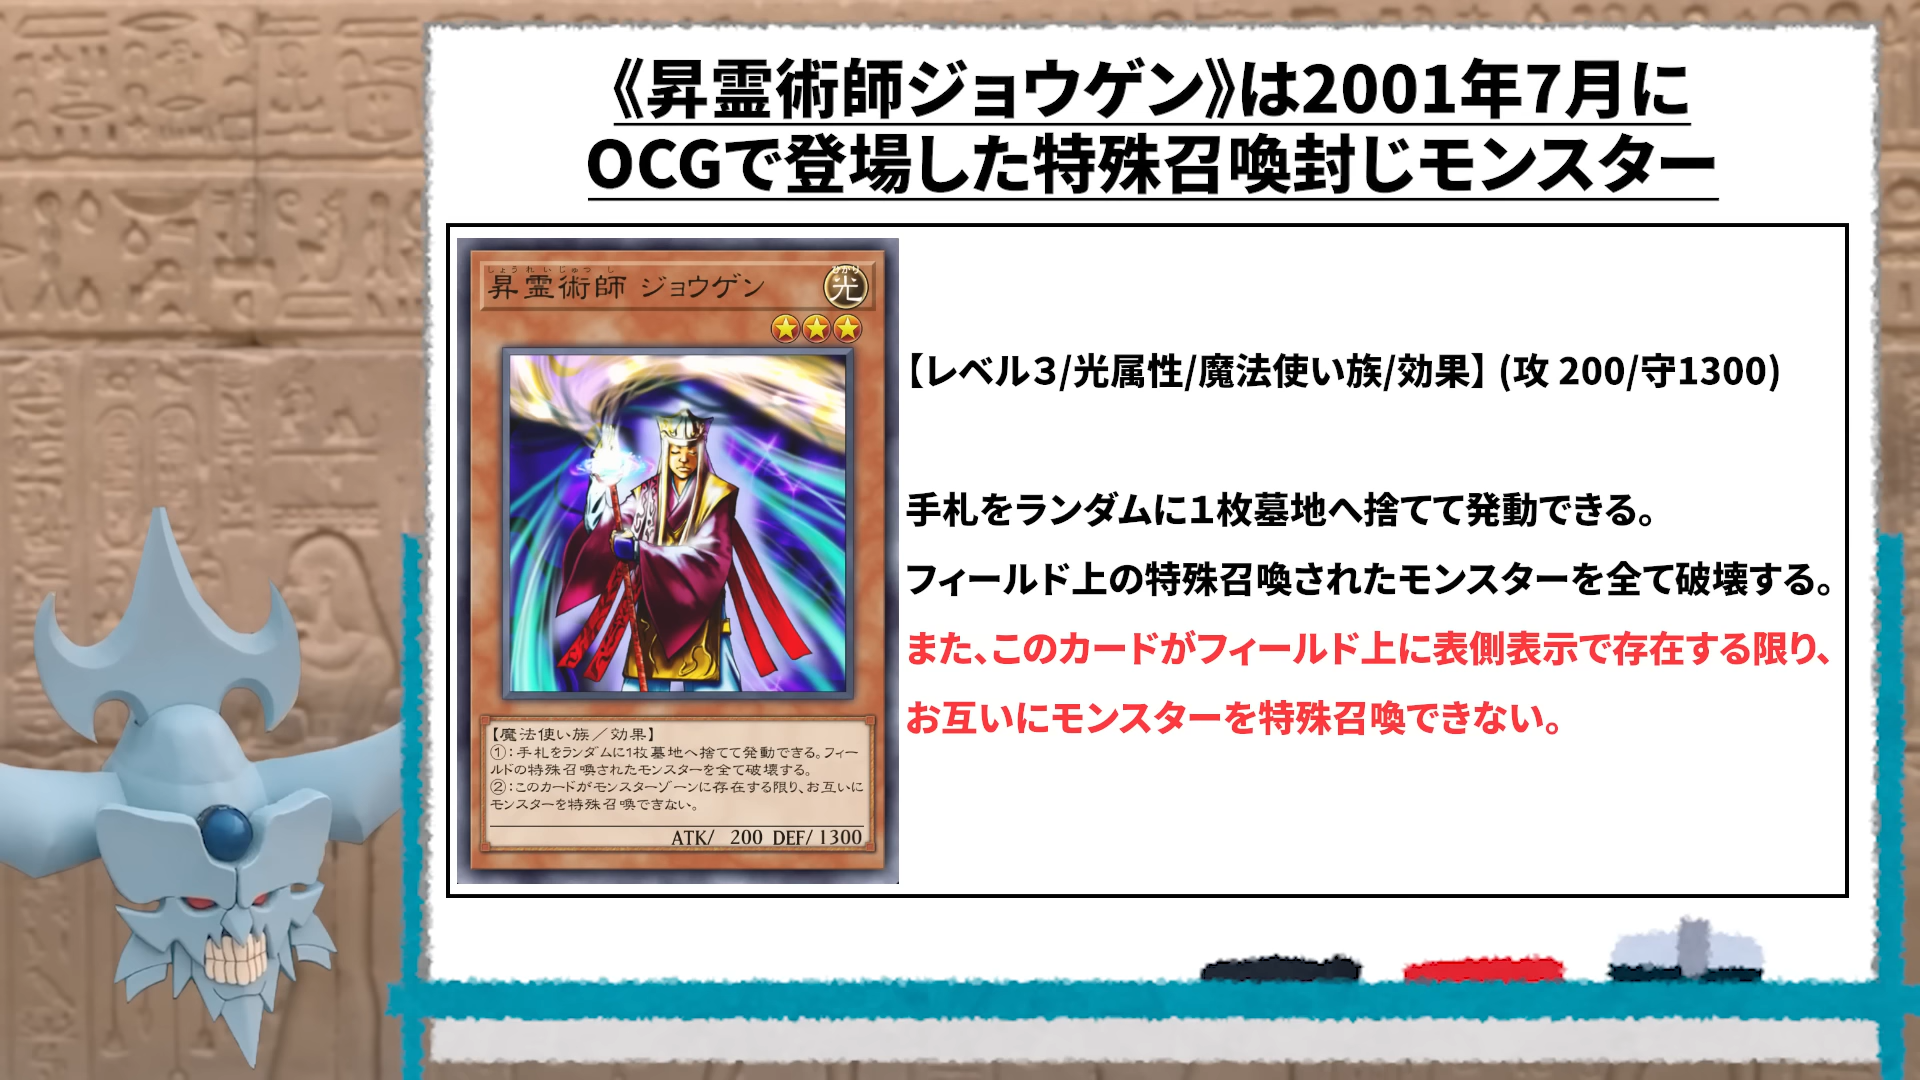 《昇霊術師ジョウゲン》は2001年7月に
OCGで登場した特殊召喚封じモンスター
しょうれいじゅつし
昇霊術師 ジョウゲン
ひかり
光
【魔法使い族／効果】
①：手札をランダムに1枚墓地へ捨てて発動できる。フィー
ルドの特殊召喚されたモンスターを全て破壊する。
②：このカードがモンスターゾーンに存在する限り、お互いに
モンスターを特殊召喚できない。
ATK/ 200 DEF/1300
【レベル３/光属性/魔法使い族/効果】 (攻 200/守1300)
手札をランダムに１枚墓地へ捨てて発動できる。
フィールド上の特殊召喚されたモンスターを全て破壊する。
また、このカードがフィールド上に表側表示で存在する限り、
お互いにモンスターを特殊召喚できない。